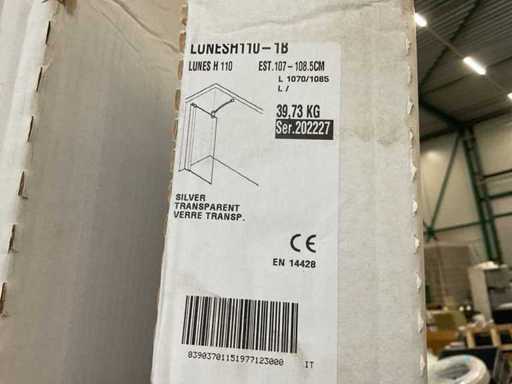 LUNESH110-1B
LUNES H 110 EST.107-108.5CM
L 1070/1085
L /
39,73 KG
Ser.202227
SILVER
TRANSPARENT
VERRE TRANSP.
CE
EN 14428
8390370115197712300​0 IT